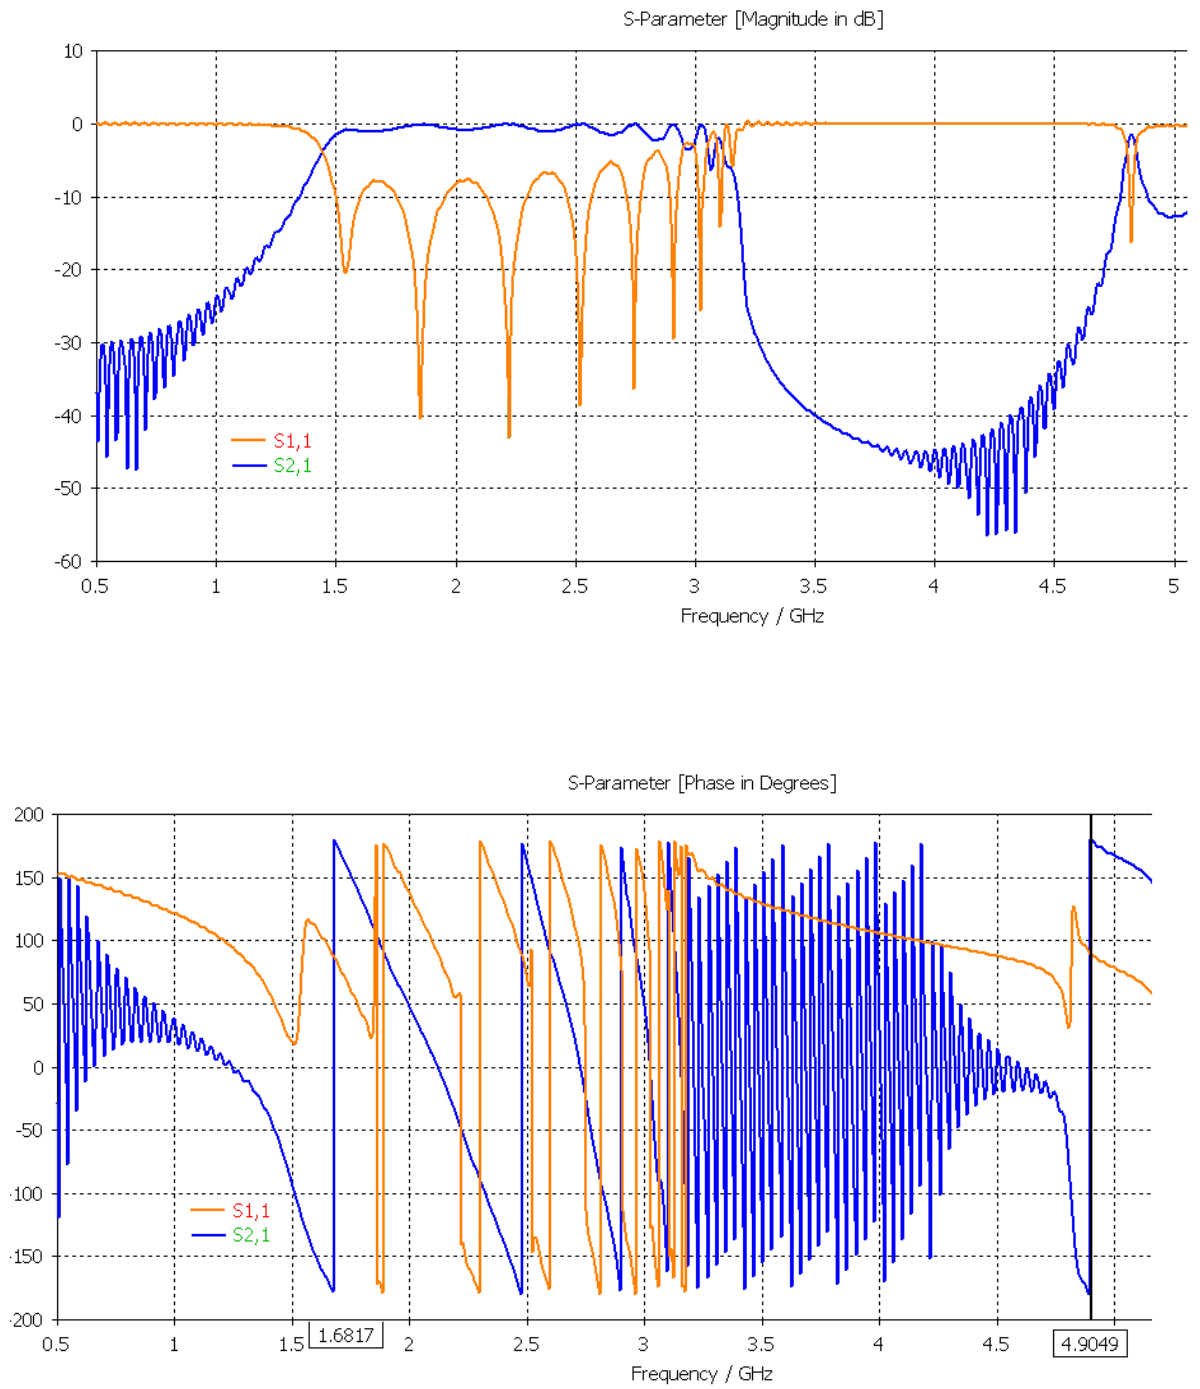 S-Parameter [Magnitude in dB]
10
0
-10
-20
-30
-40
-50
-60
S1,1
S2,1
0.5 1 1.5 2 2.5 3 3.5 4 4.5 5
Frequency / GHz
S-Parameter [Phase in Degrees]
200
150
100
50
0
-50
-100
-150
-200
S1,1
S2,1
0.5 1 1.5 1.6817 2 2.5 3 3.5 4 4.5 4.9049
Frequency / GHz